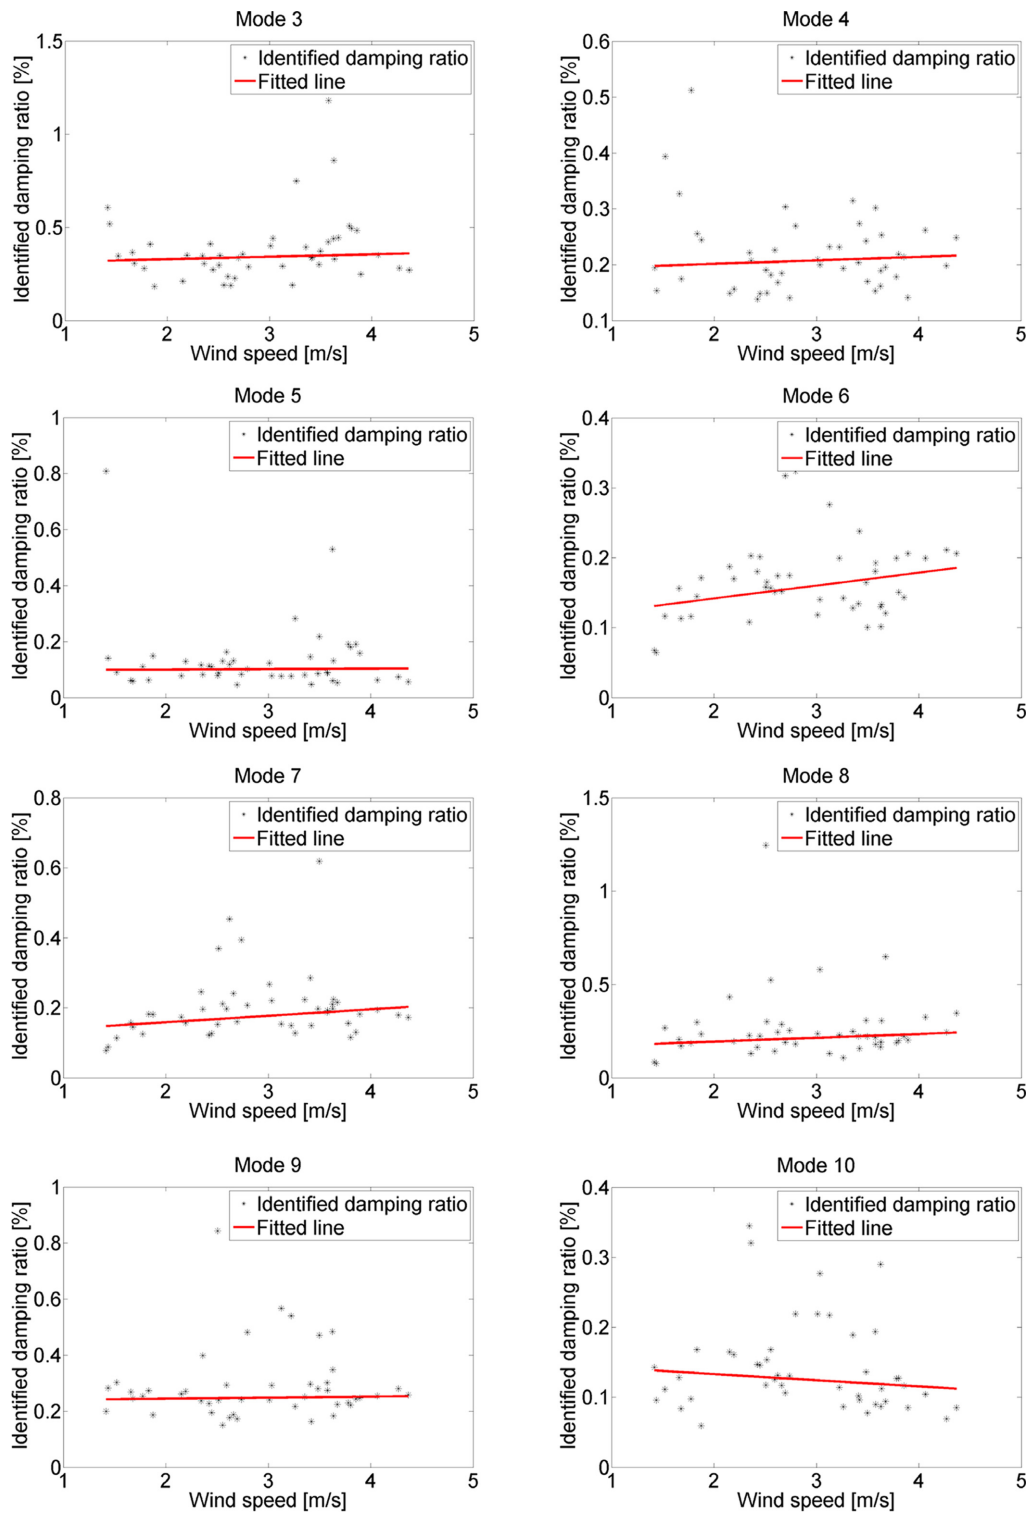 Mode 3
Identified damping ratio [%]
1.5
1
0.5
0
* Identified damping ratio
Fitted line
1 2 3 4 5
Wind speed [m/s]
Mode 4
Identified damping ratio [%]
0.6
0.5
0.4
0.3
0.2
0.1
* Identified damping ratio
Fitted line
1 2 3 4 5
Wind speed [m/s]
Mode 5
Identified damping ratio [%]
1
0.8
0.6
0.4
0.2
0
* Identified damping ratio
Fitted line
1 2 3 4 5
Wind speed [m/s]
Mode 6
Identified damping ratio [%]
0.4
0.3
0.2
0.1
0
* Identified damping ratio
Fitted line
1 2 3 4 5
Wind speed [m/s]
Mode 7
Identified damping ratio [%]
0.8
0.6
0.4
0.2
0
* Identified damping ratio
Fitted line
1 2 3 4 5
Wind speed [m/s]
Mode 8
Identified damping ratio [%]
1.5
1
0.5
0
* Identified damping ratio
Fitted line
1 2 3 4 5
Wind speed [m/s]
Mode 9
Identified damping ratio [%]
1
0.8
0.6
0.4
0.2
0
* Identified damping ratio
Fitted line
1 2 3 4 5
Wind speed [m/s]
Mode 10
Identified damping ratio [%]
0.4
0.3
0.2
0.1
0
* Identified damping ratio
Fitted line
1 2 3 4 5
Wind speed [m/s]